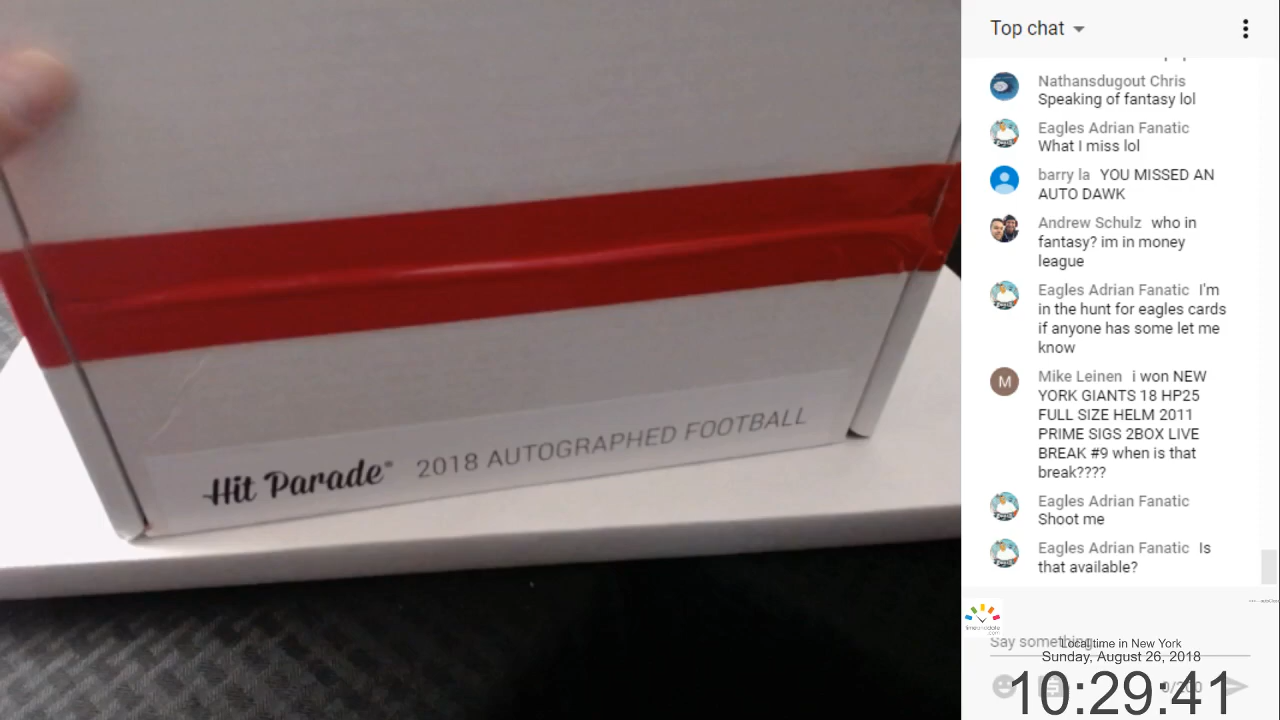 Hit Parade® 2018 AUTOGRAPHED FOOTBALL
Top chat
Nathansdugout Chris
Speaking of fantasy lol
Eagles Adrian Fanatic
What I miss lol
barry la YOU MISSED AN
AUTO DAWK
Andrew Schulz who in
fantasy? im in money
league
Eagles Adrian Fanatic I'm
in the hunt for eagles cards
if anyone has some let me
know
M
Mike Leinen i won NEW
YORK GIANTS 18 HP25
FULL SIZE HELM 2011
PRIME SIGS 2BOX LIVE
BREAK #9 when is that
break????
Eagles Adrian Fanatic
Shoot me
Eagles Adrian Fanatic Is
that available?
Say something...
Local time in New York
Sunday, August 26, 2018
0/200
10:29:41